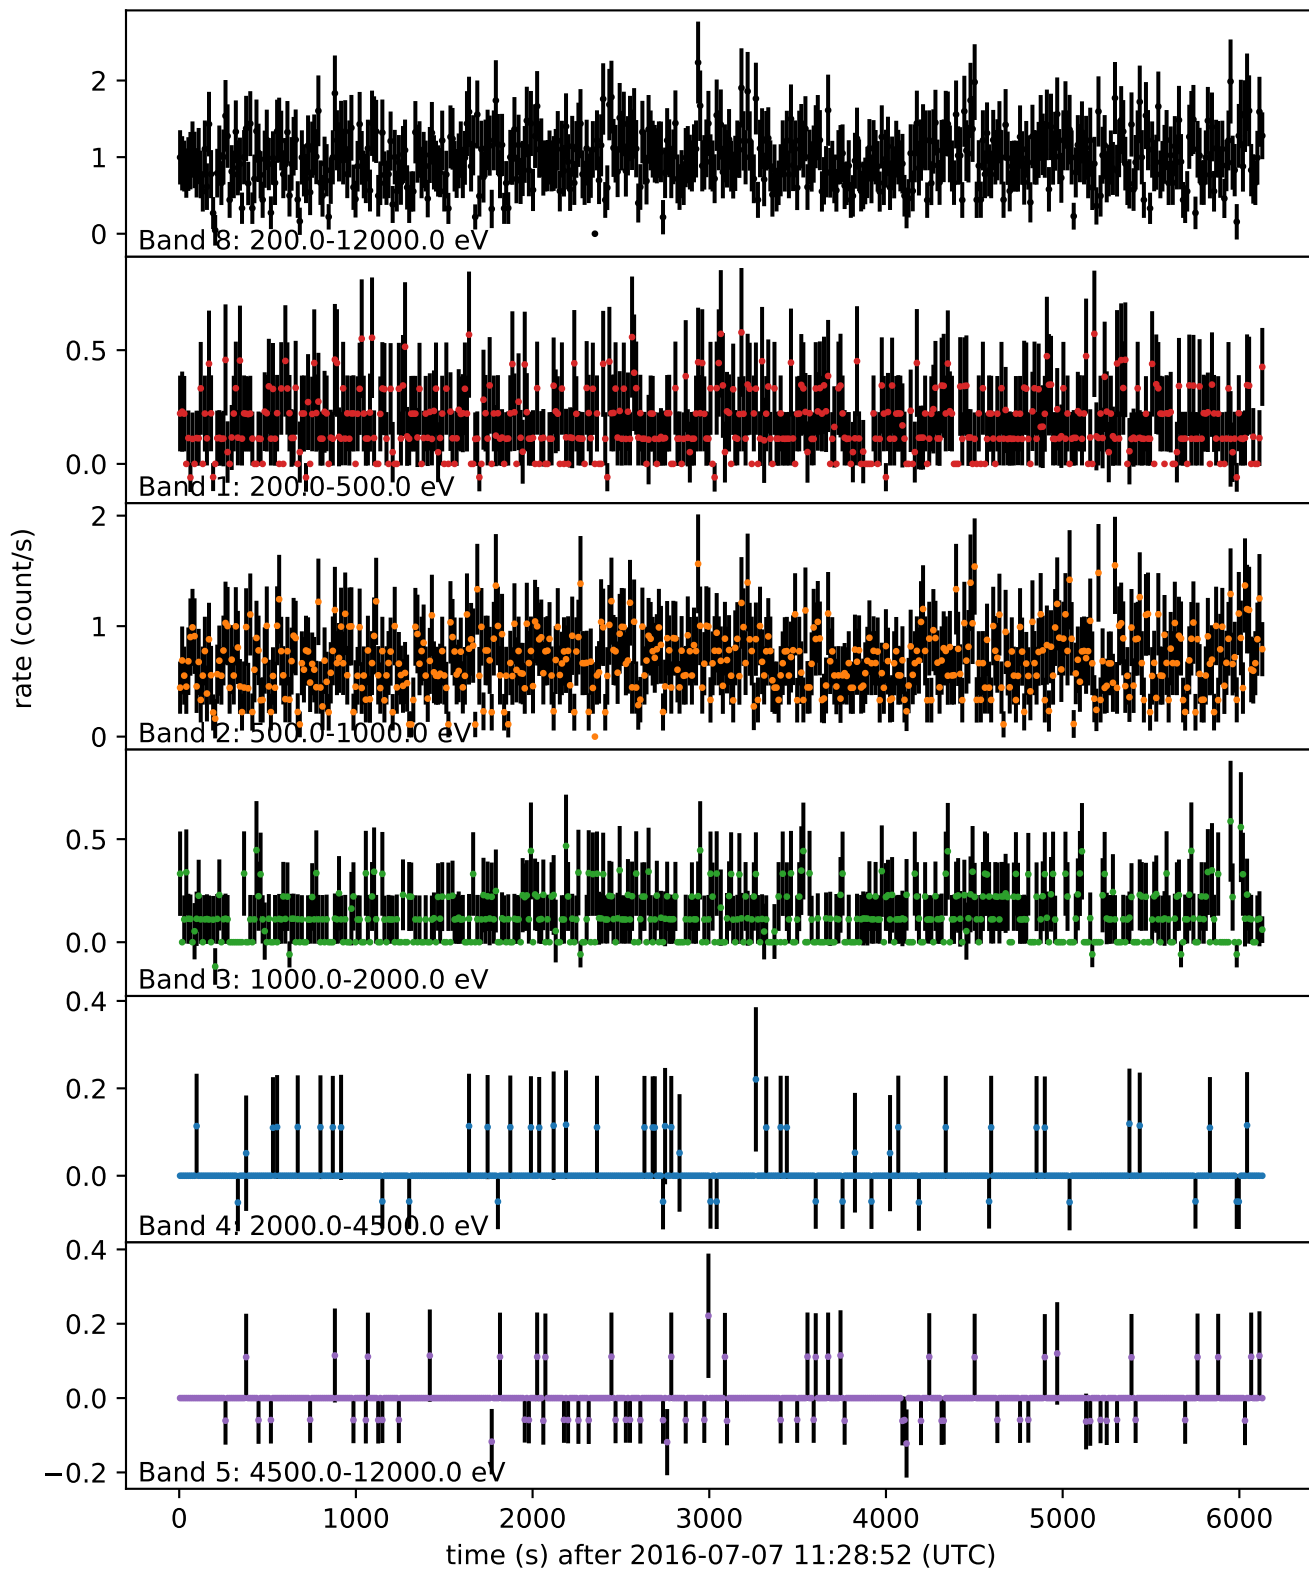 2
1
0
Band 8: 200.0-12000.0 eV
0.5
0.0
Band 1: 200.0-500.0 eV
2
1
0
Band 2: 500.0-1000.0 eV
rate (count/s)
0.5
0.0
Band 3: 1000.0-2000.0 eV
0.4
0.2
0.0
Band 4: 2000.0-4500.0 eV
0.4
0.2
0.0
−0.2
Band 5: 4500.0-12000.0 eV
0 1000 2000 3000 4000 5000 6000
time (s) after 2016-07-07 11:28:52 (UTC)